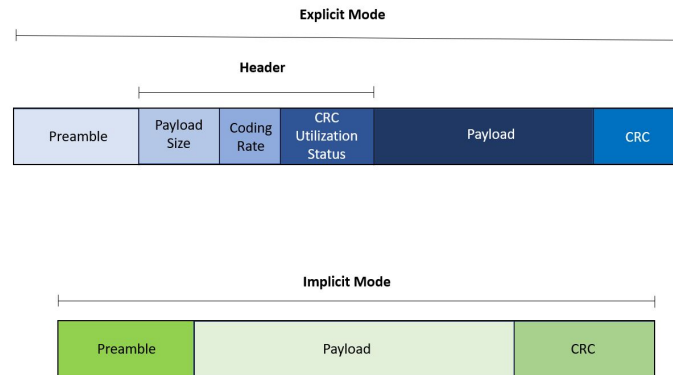 Explicit Mode
Header
Preamble
Payload
Size
Coding
Rate
CRC
Utilization
Status
Payload
CRC
Implicit Mode
Preamble
Payload
CRC